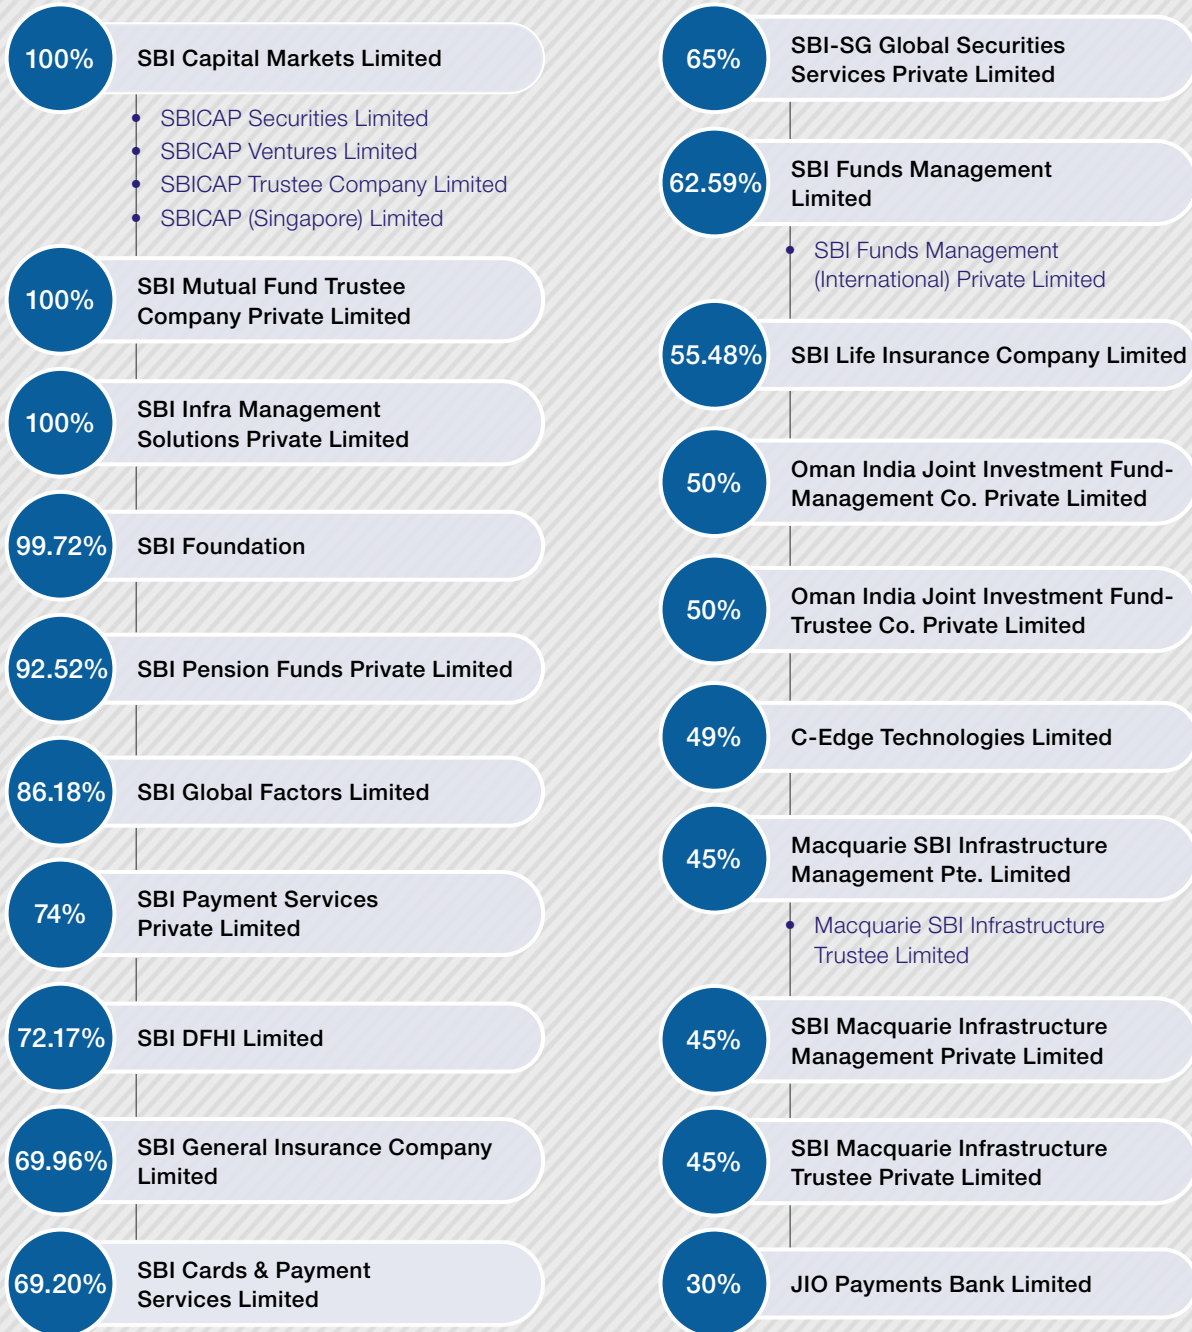 100%
SBI Capital Markets Limited
• SBICAP Securities Limited
• SBICAP Ventures Limited
• SBICAP Trustee Company Limited
• SBICAP (Singapore) Limited
100%
SBI Mutual Fund Trustee
Company Private Limited
100%
SBI Infra Management
Solutions Private Limited
99.72%
SBI Foundation
92.52%
SBI Pension Funds Private Limited
86.18%
SBI Global Factors Limited
74%
SBI Payment Services
Private Limited
72.17%
SBI DFHI Limited
69.96%
SBI General Insurance Company
Limited
69.20%
SBI Cards & Payment
Services Limited
65%
SBI-SG Global Securities
Services Private Limited
62.59%
SBI Funds Management
Limited
• SBI Funds Management
(International) Private Limited
55.48%
SBI Life Insurance Company Limited
50%
Oman India Joint Investment Fund-
Management Co. Private Limited
50%
Oman India Joint Investment Fund-
Trustee Co. Private Limited
49%
C-Edge Technologies Limited
45%
Macquarie SBI Infrastructure
Management Pte. Limited
• Macquarie SBI Infrastructure
Trustee Limited
45%
SBI Macquarie Infrastructure
Management Private Limited
45%
SBI Macquarie Infrastructure
Trustee Private Limited
30%
JIO Payments Bank Limited